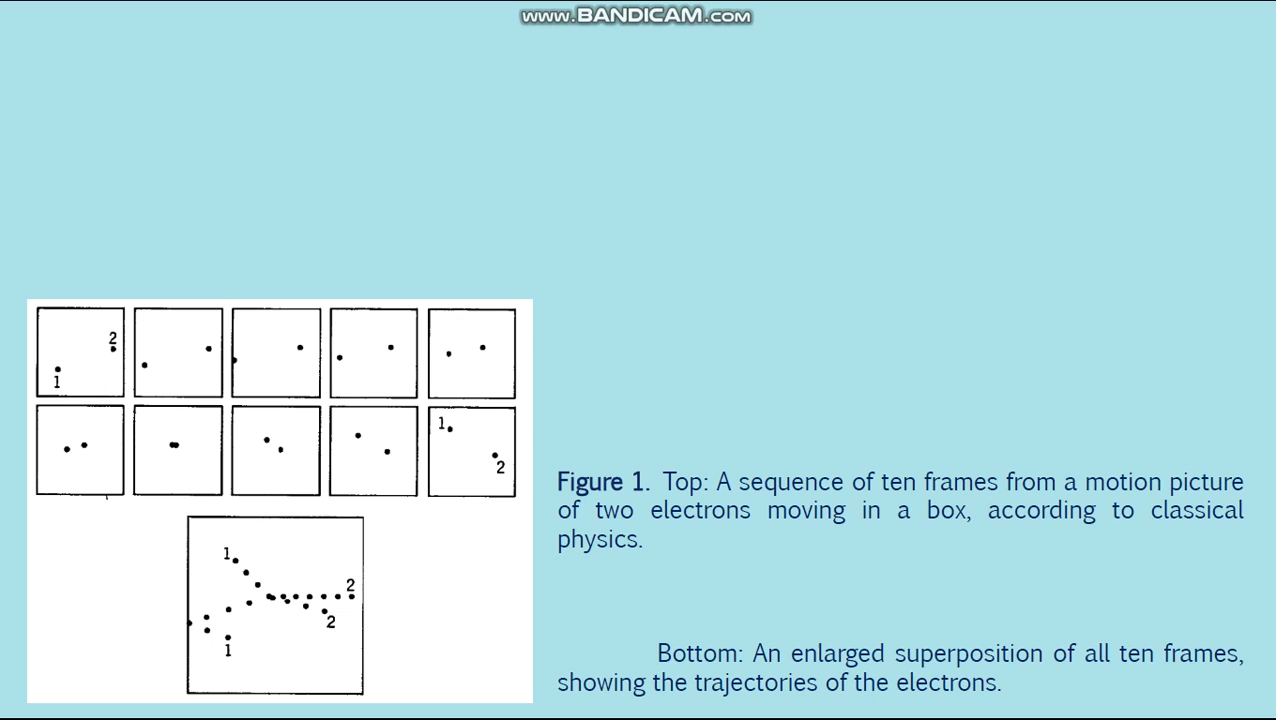 www.BANDICAM.com
2
1
1
2
1
2
2
1
Figure 1. Top: A sequence of ten frames from a motion picture
of two electrons moving in a box, according to classical
physics.
Bottom: An enlarged superposition of all ten frames,
showing the trajectories of the electrons.